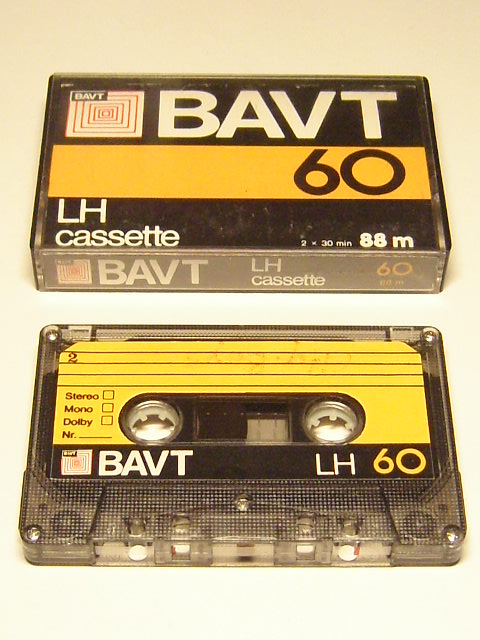 BAVT
BAVT
60
LH
cassette
2 x 30 min 88 m
BAVT
LH
cassette
60
88 m
2
Stereo
Mono
Dolby
Nr.
BAVT
BAVT
LH 60